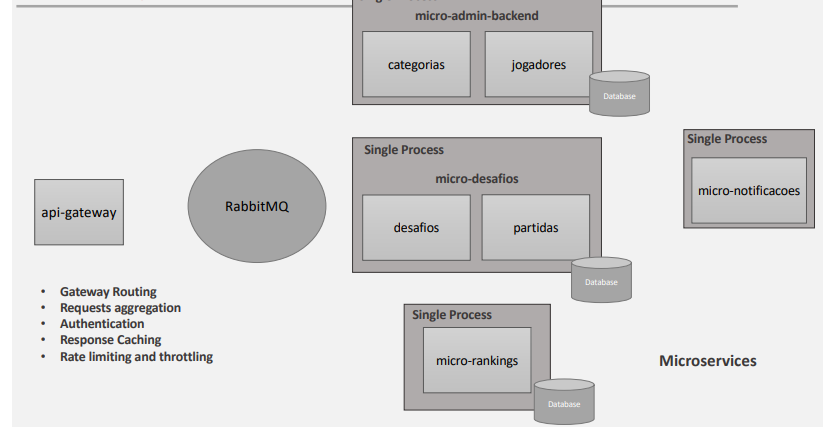 micro-admin-backend
categorias
jogadores
Database
Single Process
micro-notificacoes
Single Process
micro-desafios
desafios
partidas
Database
api-gateway
RabbitMQ
• Gateway Routing
• Requests aggregation
• Authentication
• Response Caching
• Rate limiting and throttling
Single Process
micro-rankings
Database
Microservices